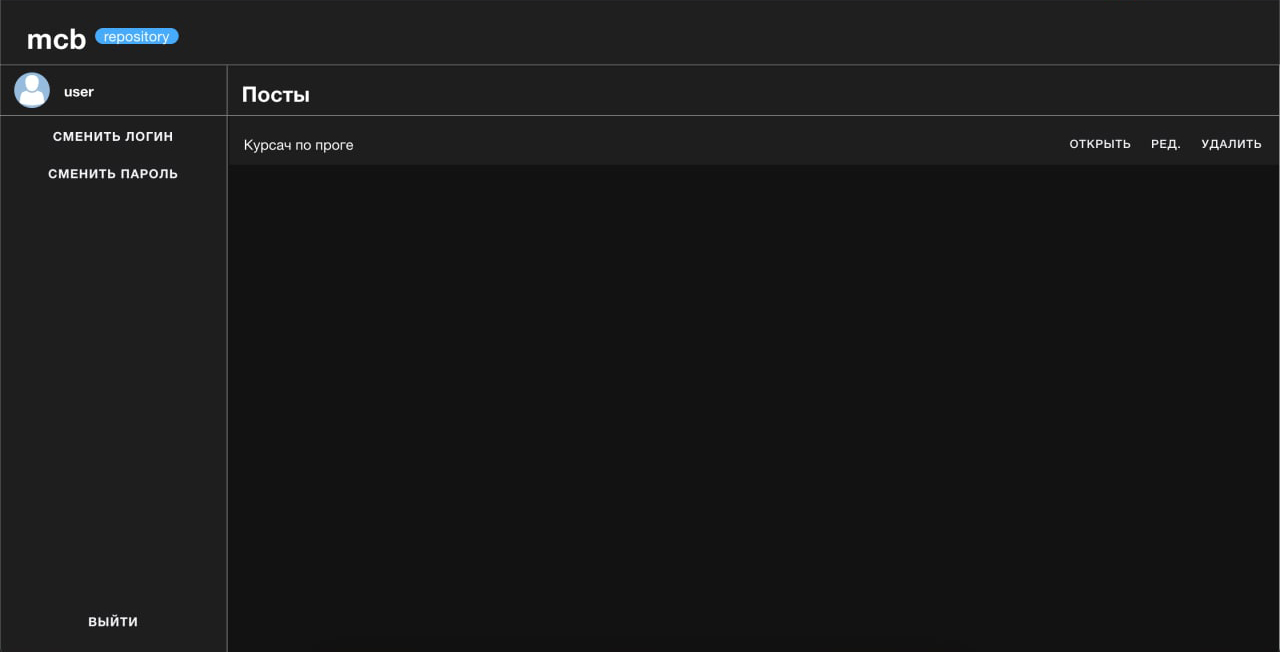 mcb repository
user
Посты
СМЕНИТЬ ЛОГИН
СМЕНИТЬ ПАРОЛЬ
Курсач по проге ОТКРЫТЬ РЕД. УДАЛИТЬ
ВЫЙТИ